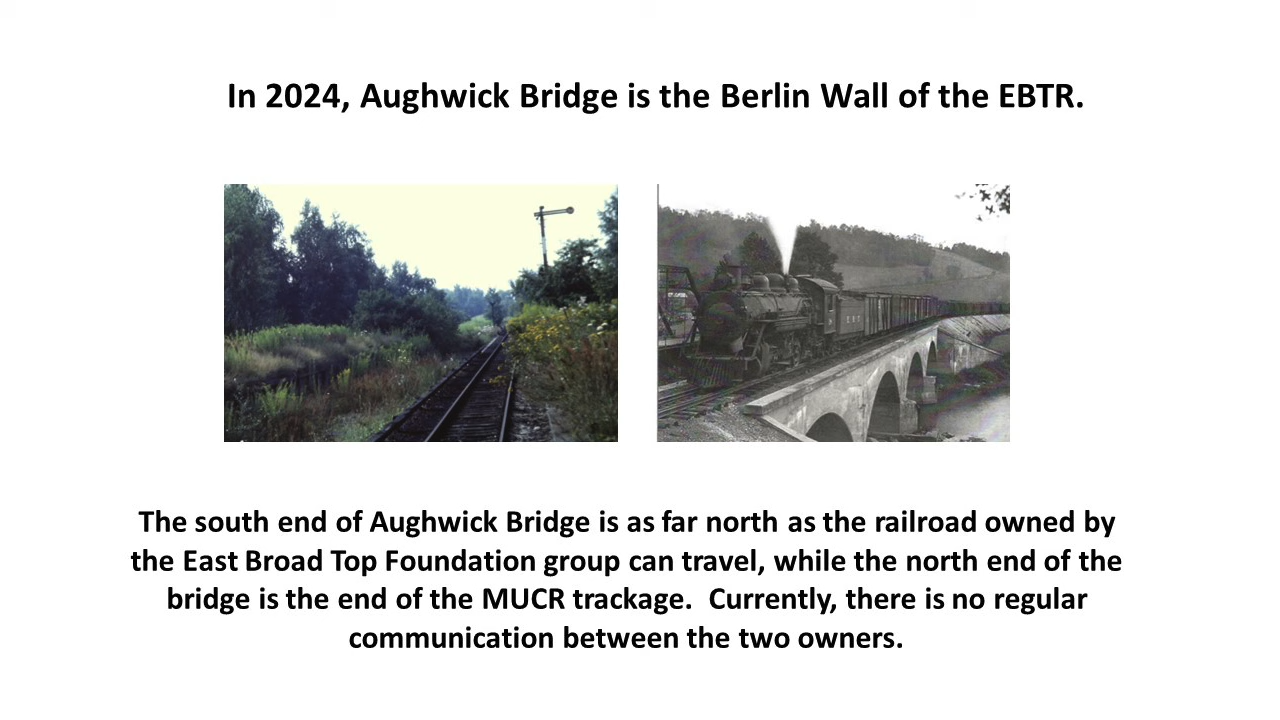 In 2024, Aughwick Bridge is the Berlin Wall of the EBTR.
The south end of Aughwick Bridge is as far north as the railroad owned by
the East Broad Top Foundation group can travel, while the north end of the
bridge is the end of the MUCR trackage.  Currently, there is no regular
communication between the two owners.